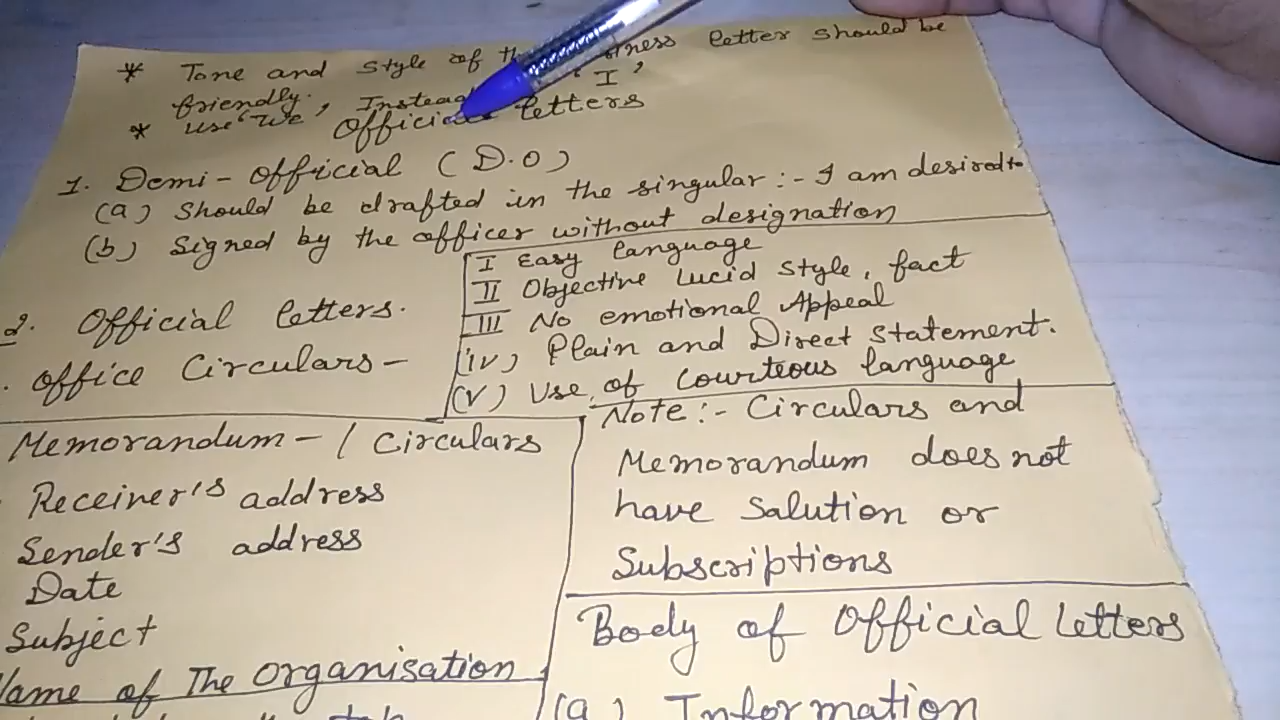 * Tone and Style of letter should be
friendly. Instead 'I'
* use 'We',
Official letters
1. Demi-official (D.O)
(a) Should be drafted in the singular:- I am desired to
(b) Signed by the officer without designation
I Easy language
II Objective Lucid style, fact
III No emotional Appeal
(iv) Plain and Direct statement.
(v) Use of Courteous language
2. Official letters.
. office Circulars-
Memorandum - / Circulars
Receiver's address
Sender's address
Date
Subject
Name of The Organisation
Note:- Circulars and
Memorandum does not
have Salution or
Subscriptions
Body of Official letters
(a) Information